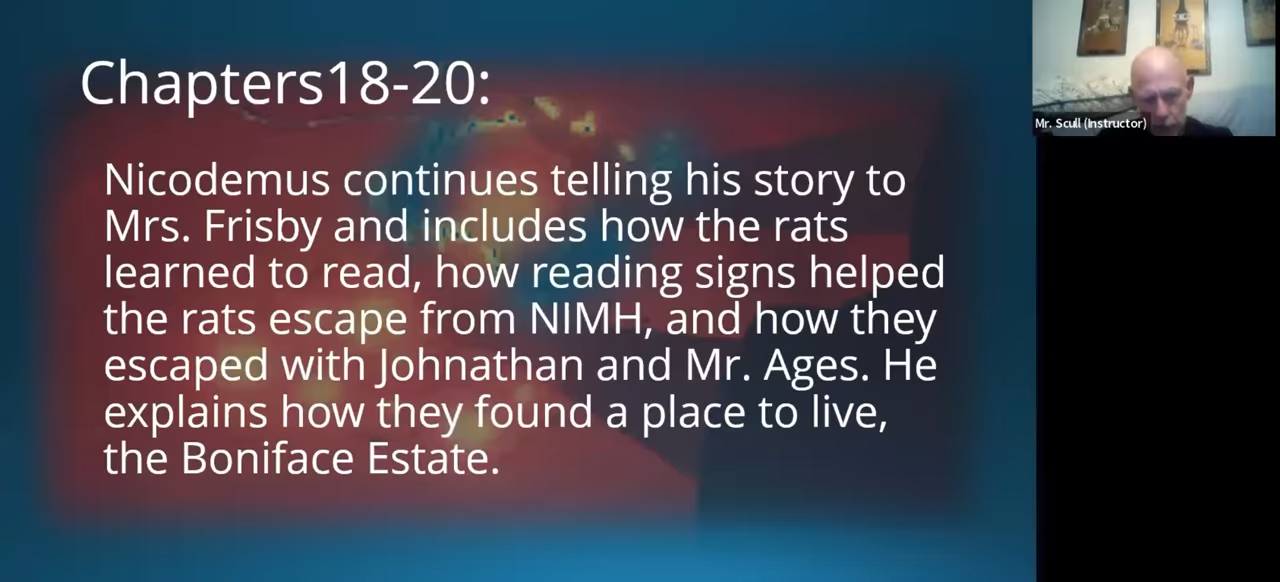 Chapters18-20:
Nicodemus continues telling his story to
Mrs. Frisby and includes how the rats
learned to read, how reading signs helped
the rats escape from NIMH, and how they
escaped with Johnathan and Mr. Ages. He
explains how they found a place to live,
the Boniface Estate.
Mr. Scull (Instructor)